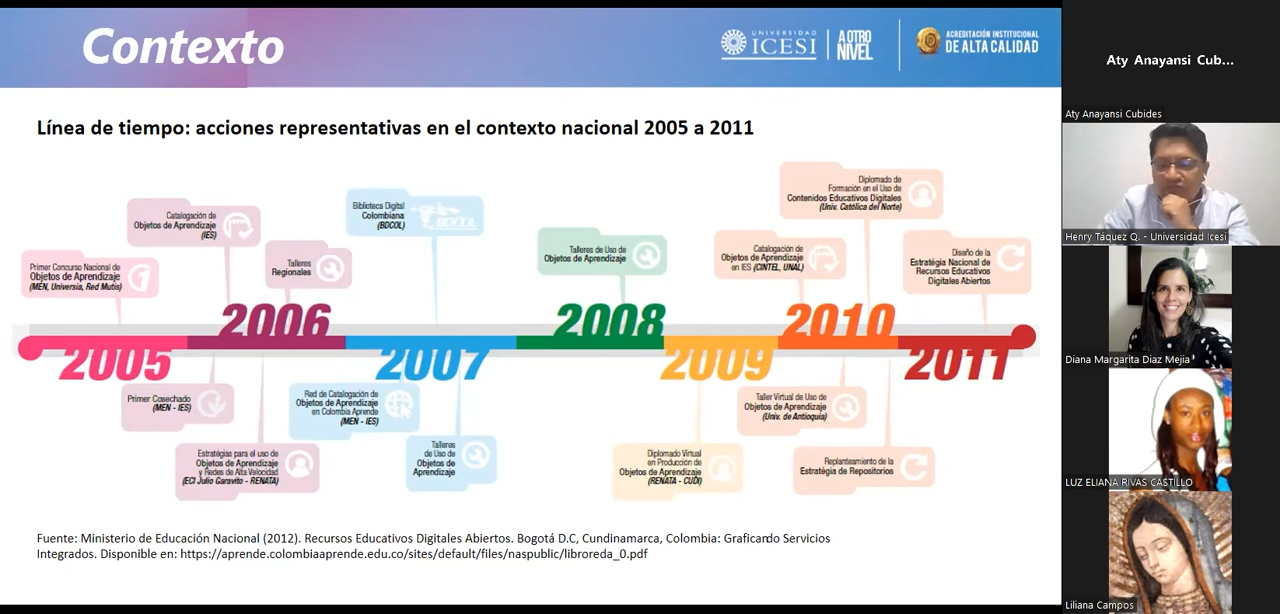 Contexto
UNIVERSIDAD
ICESI
A OTRO
NIVEL
ACREDITACIÓN INSTITUCIONAL
DE ALTA CALIDAD
Línea de tiempo: acciones representativas en el contexto nacional 2005 a 2011
Primer Concurso Nacional de
Objetos de Aprendizaje
(MEN, Universia, Red Mutis)
Catalogación de
Objetos de Aprendizaje
(IES)
Talleres
Regionales
Biblioteca Digital
Colombiana
(BDCOL)
BDCOL
Talleres de Uso de
Objetos de Aprendizaje
Catalogación de
Objetos de Aprendizaje
en IES (CINTEL, UNAL)
Diplomado de
Formación en el Uso de
Contenidos Educativos Digitales
(Univ. Católica del Norte)
Diseño de la
Estratégia Nacional de
Recursos Educativos
Digitales Abiertos
2005
2006
2007
2008
2009
2010
2011
Primer Cosechado
(MEN - IES)
Estratégias para el uso de
Objetos de Aprendizaje
y Redes de Alta Velocidad
(ECI Julio Garavito - RENATA)
Red de Catalogación de
Objetos de Aprendizaje
en Colombia Aprende
(MEN - IES)
Talleres
de Uso de
Objetos de
Aprendizaje
Diplomado Virtual
en Producción de
Objetos de Aprendizaje
(RENATA - CUDI)
Taller Virtual de Uso de
Objetos de Aprendizaje
(Univ. de Antioquia)
Replanteamiento de la
Estratégia de Repositorios
Fuente: Ministerio de Educación Nacional (2012). Recursos Educativos Digitales Abiertos. Bogotá D.C, Cundinamarca, Colombia: Graficando Servicios
Integrados. Disponible en: https://aprende.colombiaaprende.edu.co/sites/default/files/naspublic/libroreda_0.pdf
Aty Anayansi Cub...
Aty Anayansi Cubides
Henry Táquez Q. - Universidad Icesi
Diana Margarita Diaz Mejia
LUZ ELIANA RIVAS CASTILLO
Liliana Campos